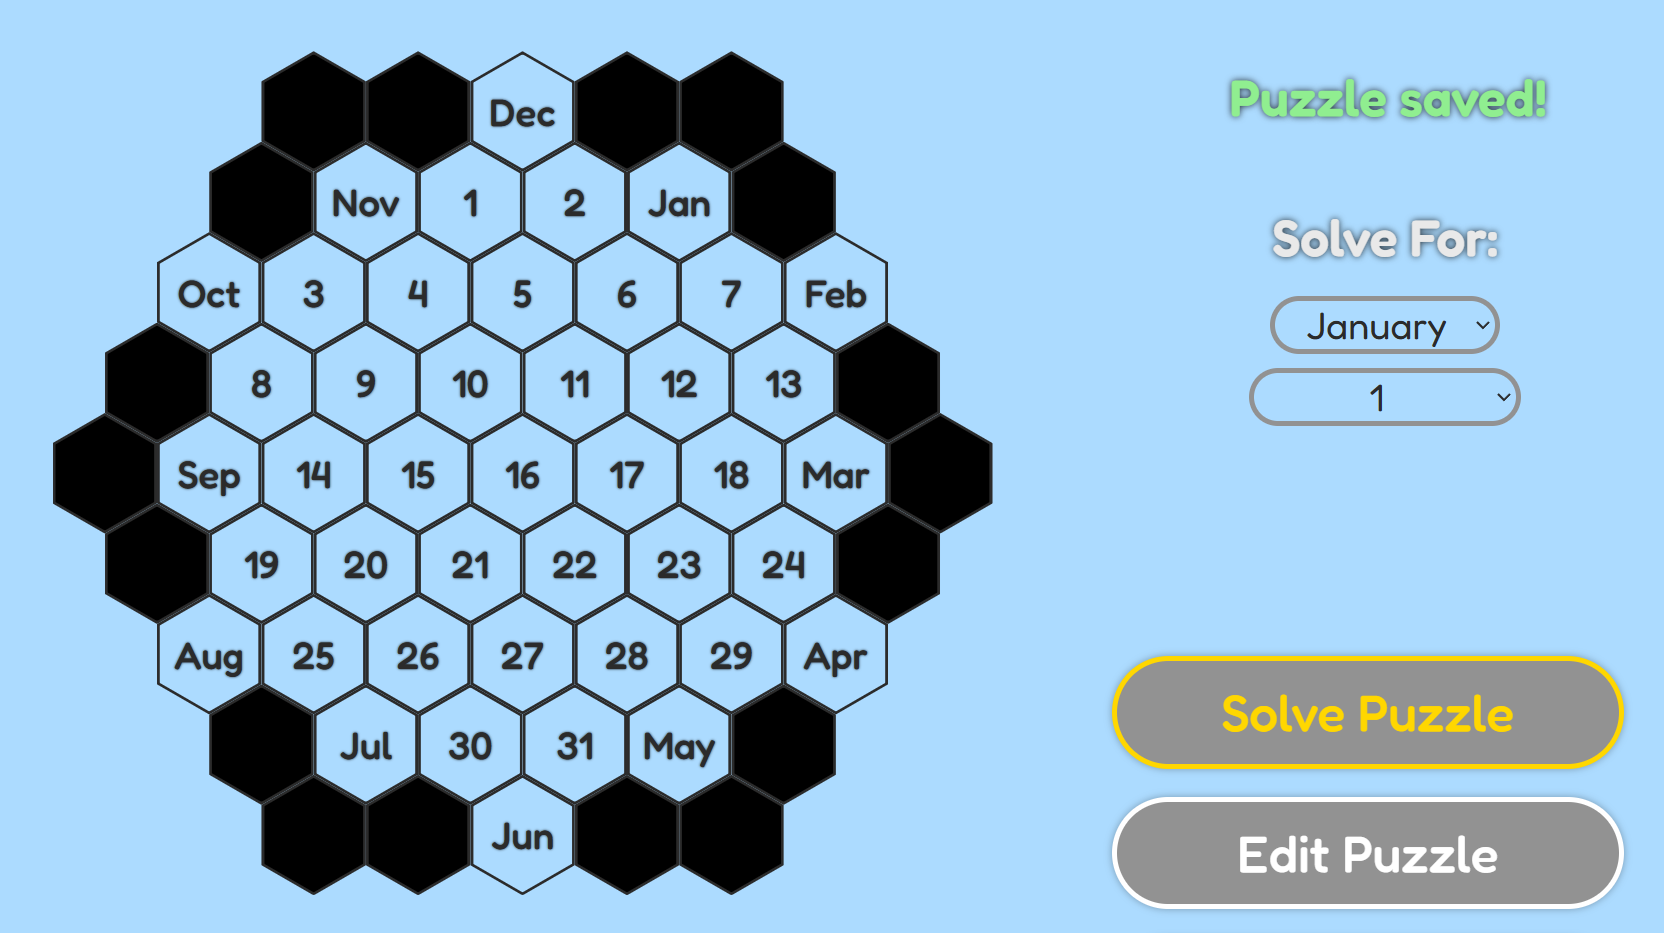 Dec
Nov 1 2 Jan
Oct 3 4 5 6 7 Feb
8 9 10 11 12 13
Sep 14 15 16 17 18 Mar
19 20 21 22 23 24
Aug 25 26 27 28 29 Apr
Jul 30 31 May
Jun
Puzzle saved!
Solve For:
January
1
Solve Puzzle
Edit Puzzle